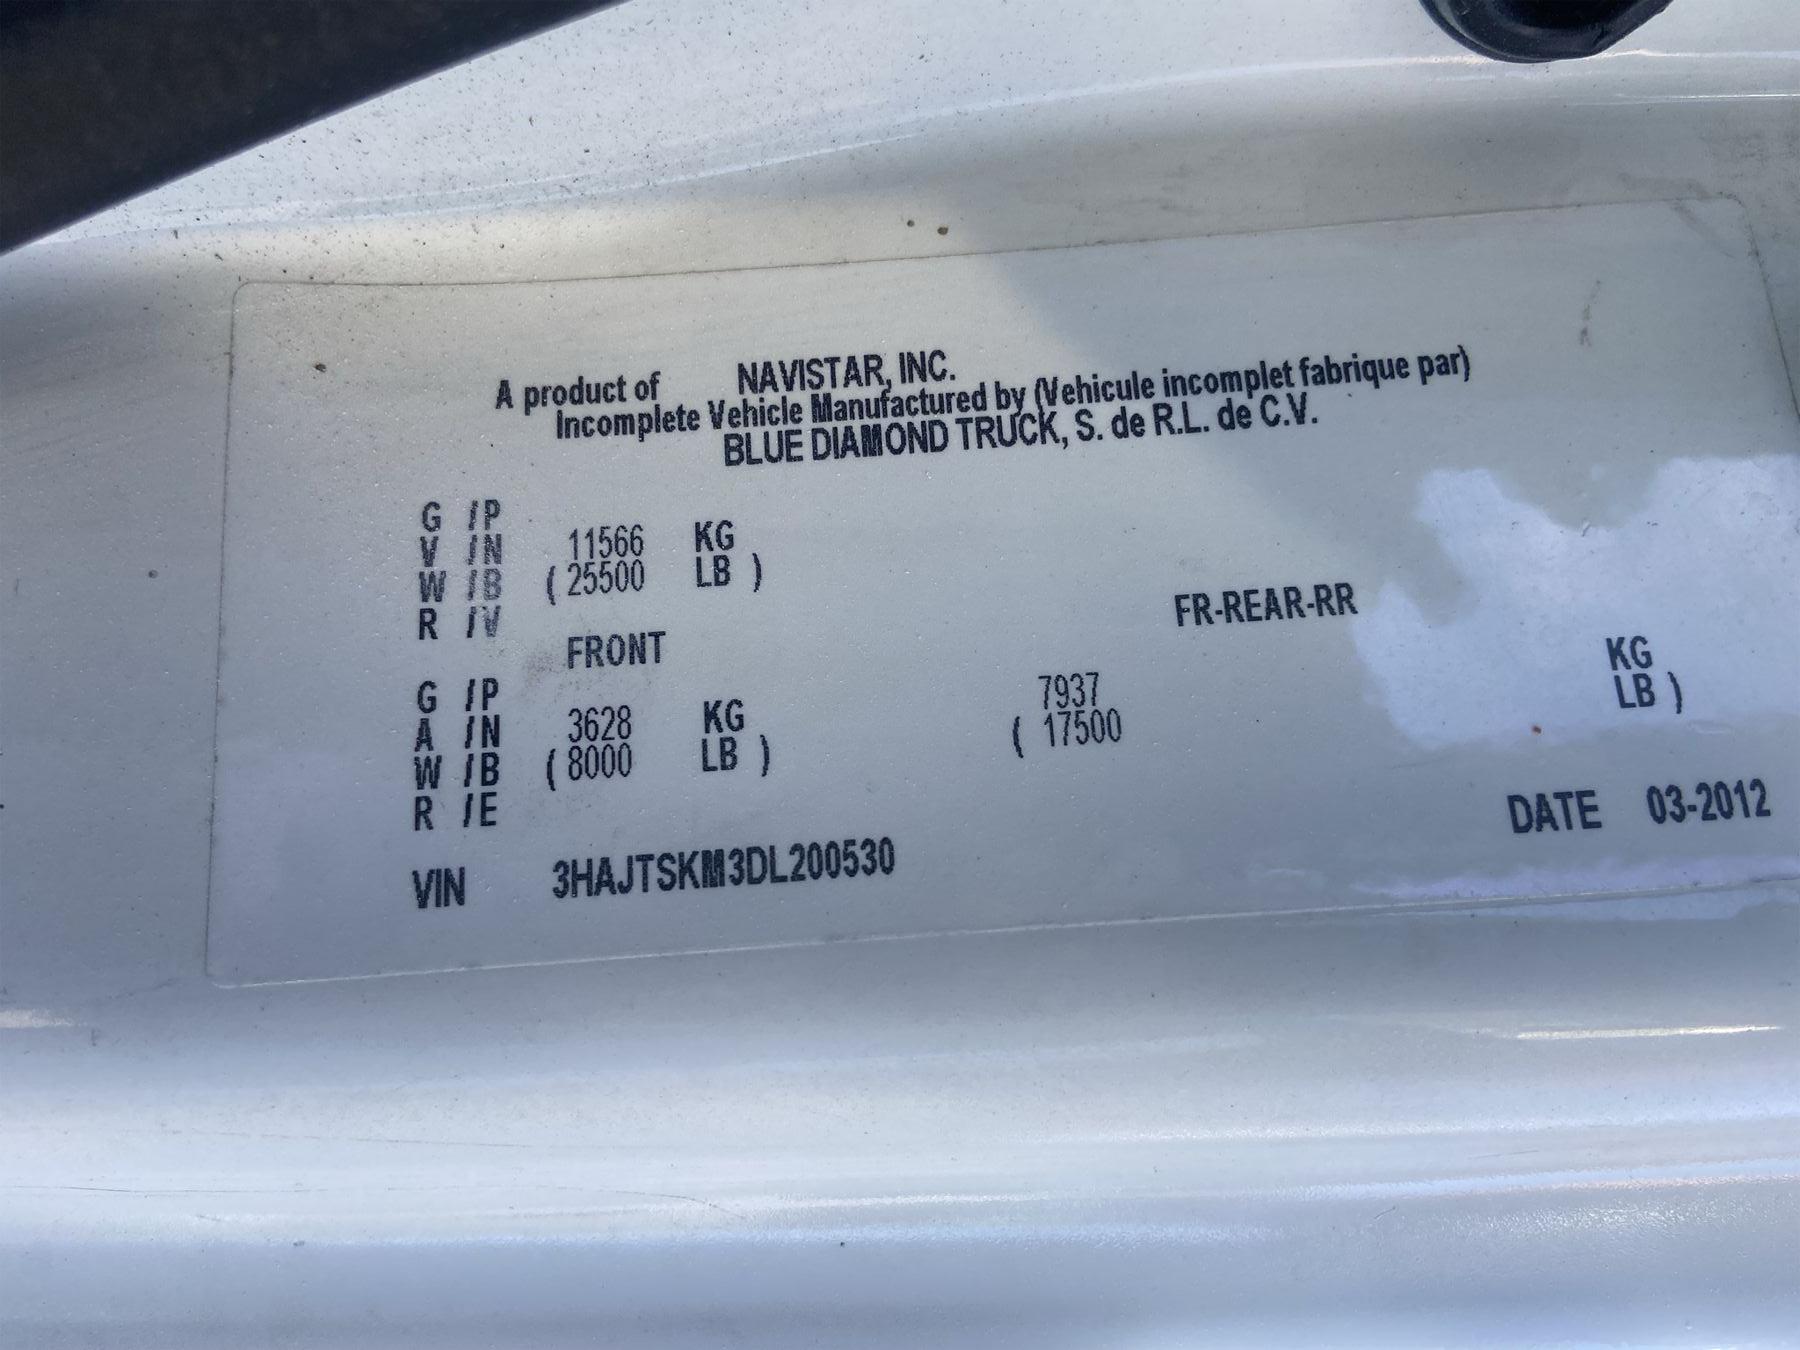 A product of NAVISTAR, INC.
Incomplete Vehicle Manufactured by (Vehicule incomplet fabrique par)
BLUE DIAMOND TRUCK, S. de R.L. de C.V.
G /P
V /N 11566 KG
W /B ( 25500 LB )
R /V
FRONT FR-REAR-RR
G /P
A /N 3628 KG 7937 KG
W /B ( 8000 LB ) ( 17500 LB )
R /E
DATE 03-2012
VIN 3HAJTSKM3DL200530